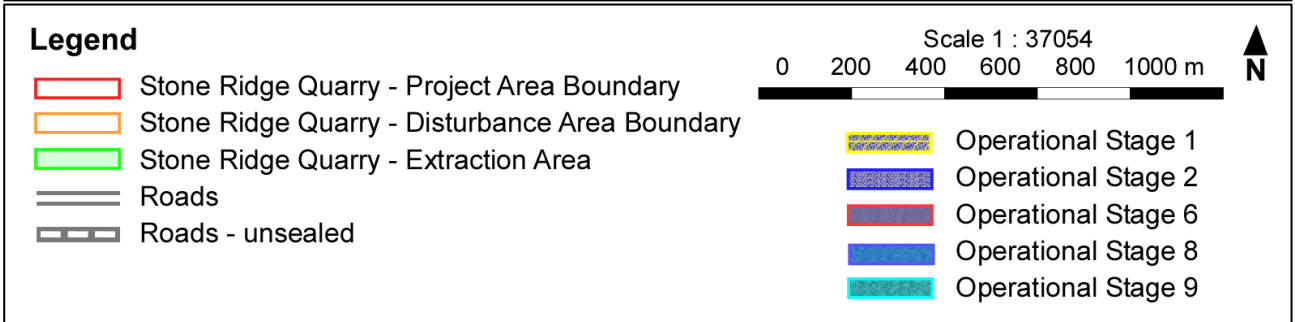 Legend
Stone Ridge Quarry - Project Area Boundary
Stone Ridge Quarry - Disturbance Area Boundary
Stone Ridge Quarry - Extraction Area
Roads
Roads - unsealed
Scale 1 : 37054
0 200 400 600 800 1000 m
N
Operational Stage 1
Operational Stage 2
Operational Stage 6
Operational Stage 8
Operational Stage 9